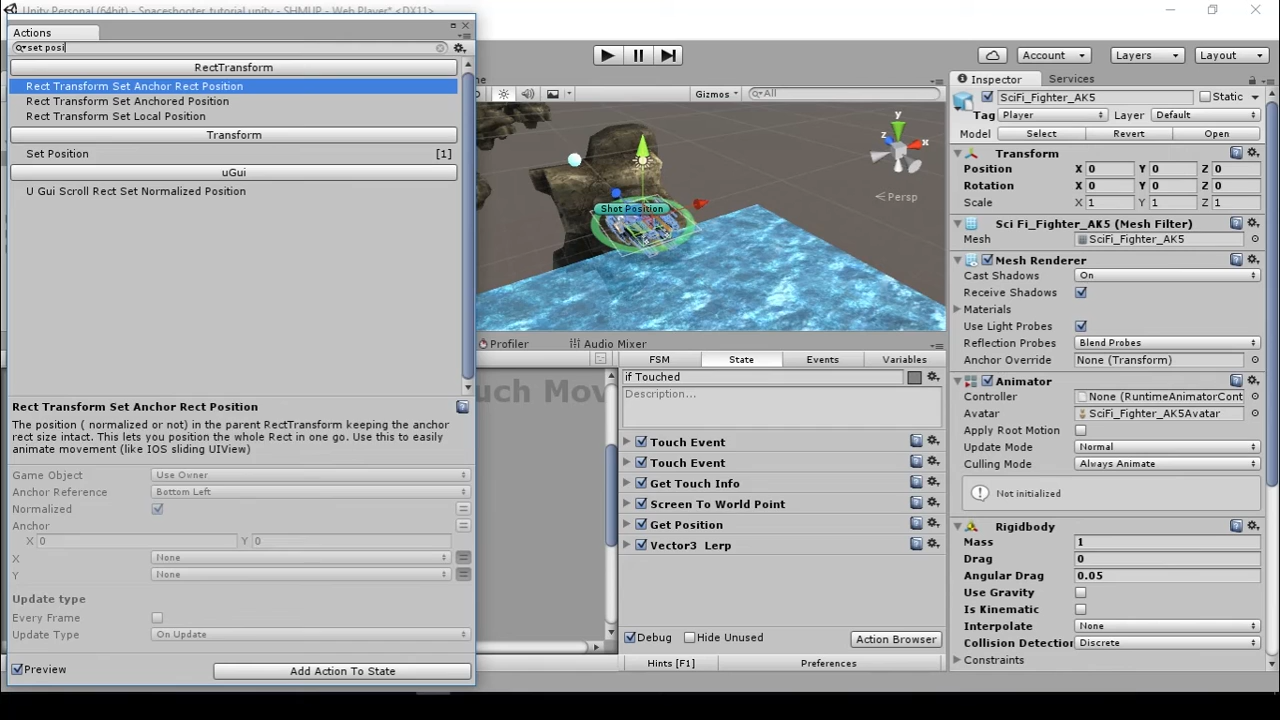 Unity Personal (64bit) - Spaceshooter_tutorial.unity - SHMUP - Web Player* <DX11>
Actions
set posi
RectTransform
Rect Transform Set Anchor Rect Position
Rect Transform Set Anchored Position
Rect Transform Set Local Position
Transform
Set Position [1]
uGui
U Gui Scroll Rect Set Normalized Position
Rect Transform Set Anchor Rect Position
The position ( normalized or not) in the parent RectTransform keeping the anchor
rect size intact. This lets you position the whole Rect in one go. Use this to easily
animate movement (like IOS sliding UIView)
Game Object Use Owner
Anchor Reference Bottom Left
Normalized
Anchor
X 0 Y 0
X None
Y None
Update type
Every Frame
Update Type On Update
Preview Add Action To State
Account Layers Layout
Gizmos All
y
z x
Persp
Shot Position
Profiler Audio Mixer
uch Mov
FSM State Events Variables
if Touched
Description...
Touch Event
Touch Event
Get Touch Info
Screen To World Point
Get Position
Vector3 Lerp
Debug Hide Unused Action Browser
Hints [F1] Preferences
Inspector Services
SciFi_Fighter_AK5 Static
Tag Player Layer Default
Model Select Revert Open
Transform
Position X 0 Y 0 Z 0
Rotation X 0 Y 0 Z 0
Scale X 1 Y 1 Z 1
Sci Fi_Fighter_AK5 (Mesh Filter)
Mesh SciFi_Fighter_AK5
Mesh Renderer
Cast Shadows On
Receive Shadows
Materials
Use Light Probes
Reflection Probes Blend Probes
Anchor Override None (Transform)
Animator
Controller None (RuntimeAnimatorCont
Avatar SciFi_Fighter_AK5Avatar
Apply Root Motion
Update Mode Normal
Culling Mode Always Animate
Not initialized
Rigidbody
Mass 1
Drag 0
Angular Drag 0.05
Use Gravity
Is Kinematic
Interpolate None
Collision Detection Discrete
Constraints